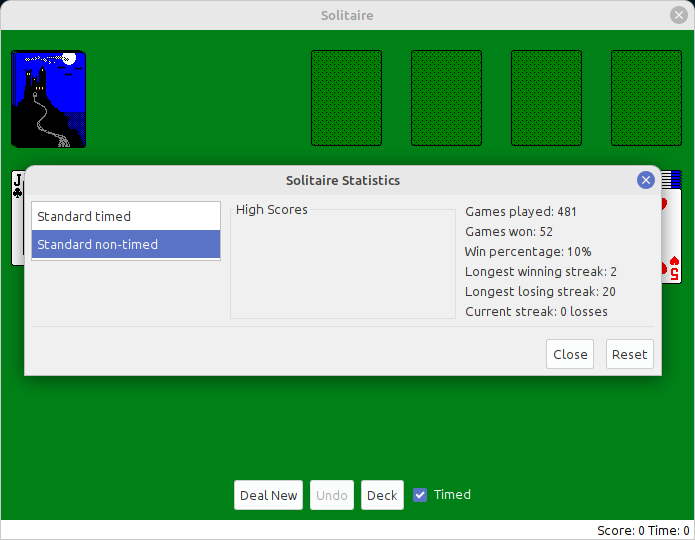 Solitaire
J
Solitaire Statistics
Standard timed
Standard non-timed
High Scores
Games played: 481
Games won: 52
Win percentage: 10%
Longest winning streak: 2
Longest losing streak: 20
Current streak: 0 losses
5
Close
Reset
Deal New
Undo
Deck
Timed
Score: 0 Time: 0